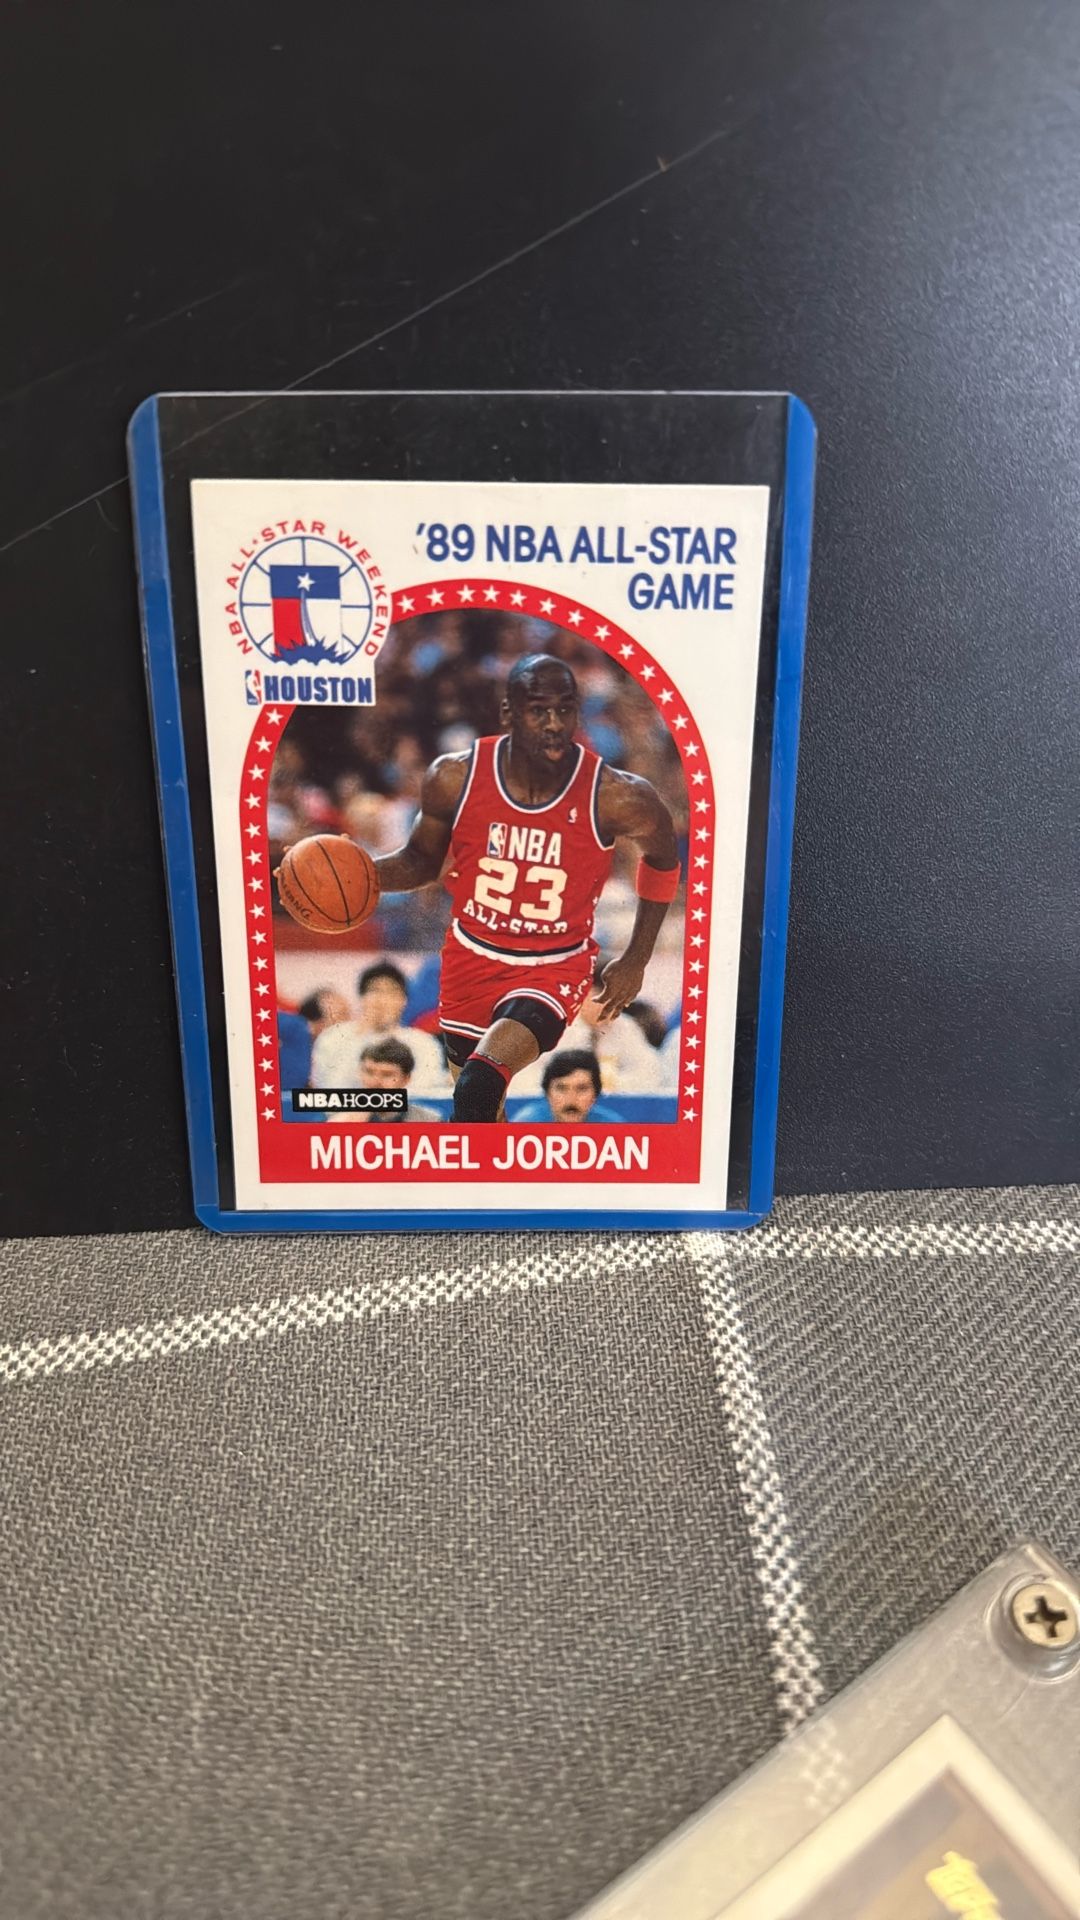 NBA ALL·STAR WEEKEND
'89 NBA ALL-STAR
GAME
HOUSTON
NBA
23
ALL·STAR
NBA HOOPS
MICHAEL JORDAN